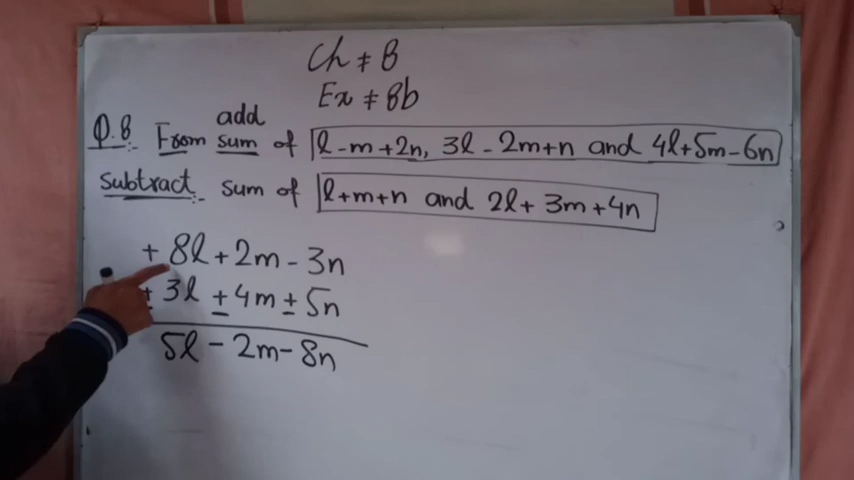 Ch # 8
Ex # 8b
add
Q.8:- From sum of l - m + 2n, 3l - 2m + n and 4l + 5m - 6n
subtract:- sum of l + m + n and 2l + 3m + 4n
+ 8l + 2m - 3n
± 3l ± 4m ± 5n
5l - 2m - 8n